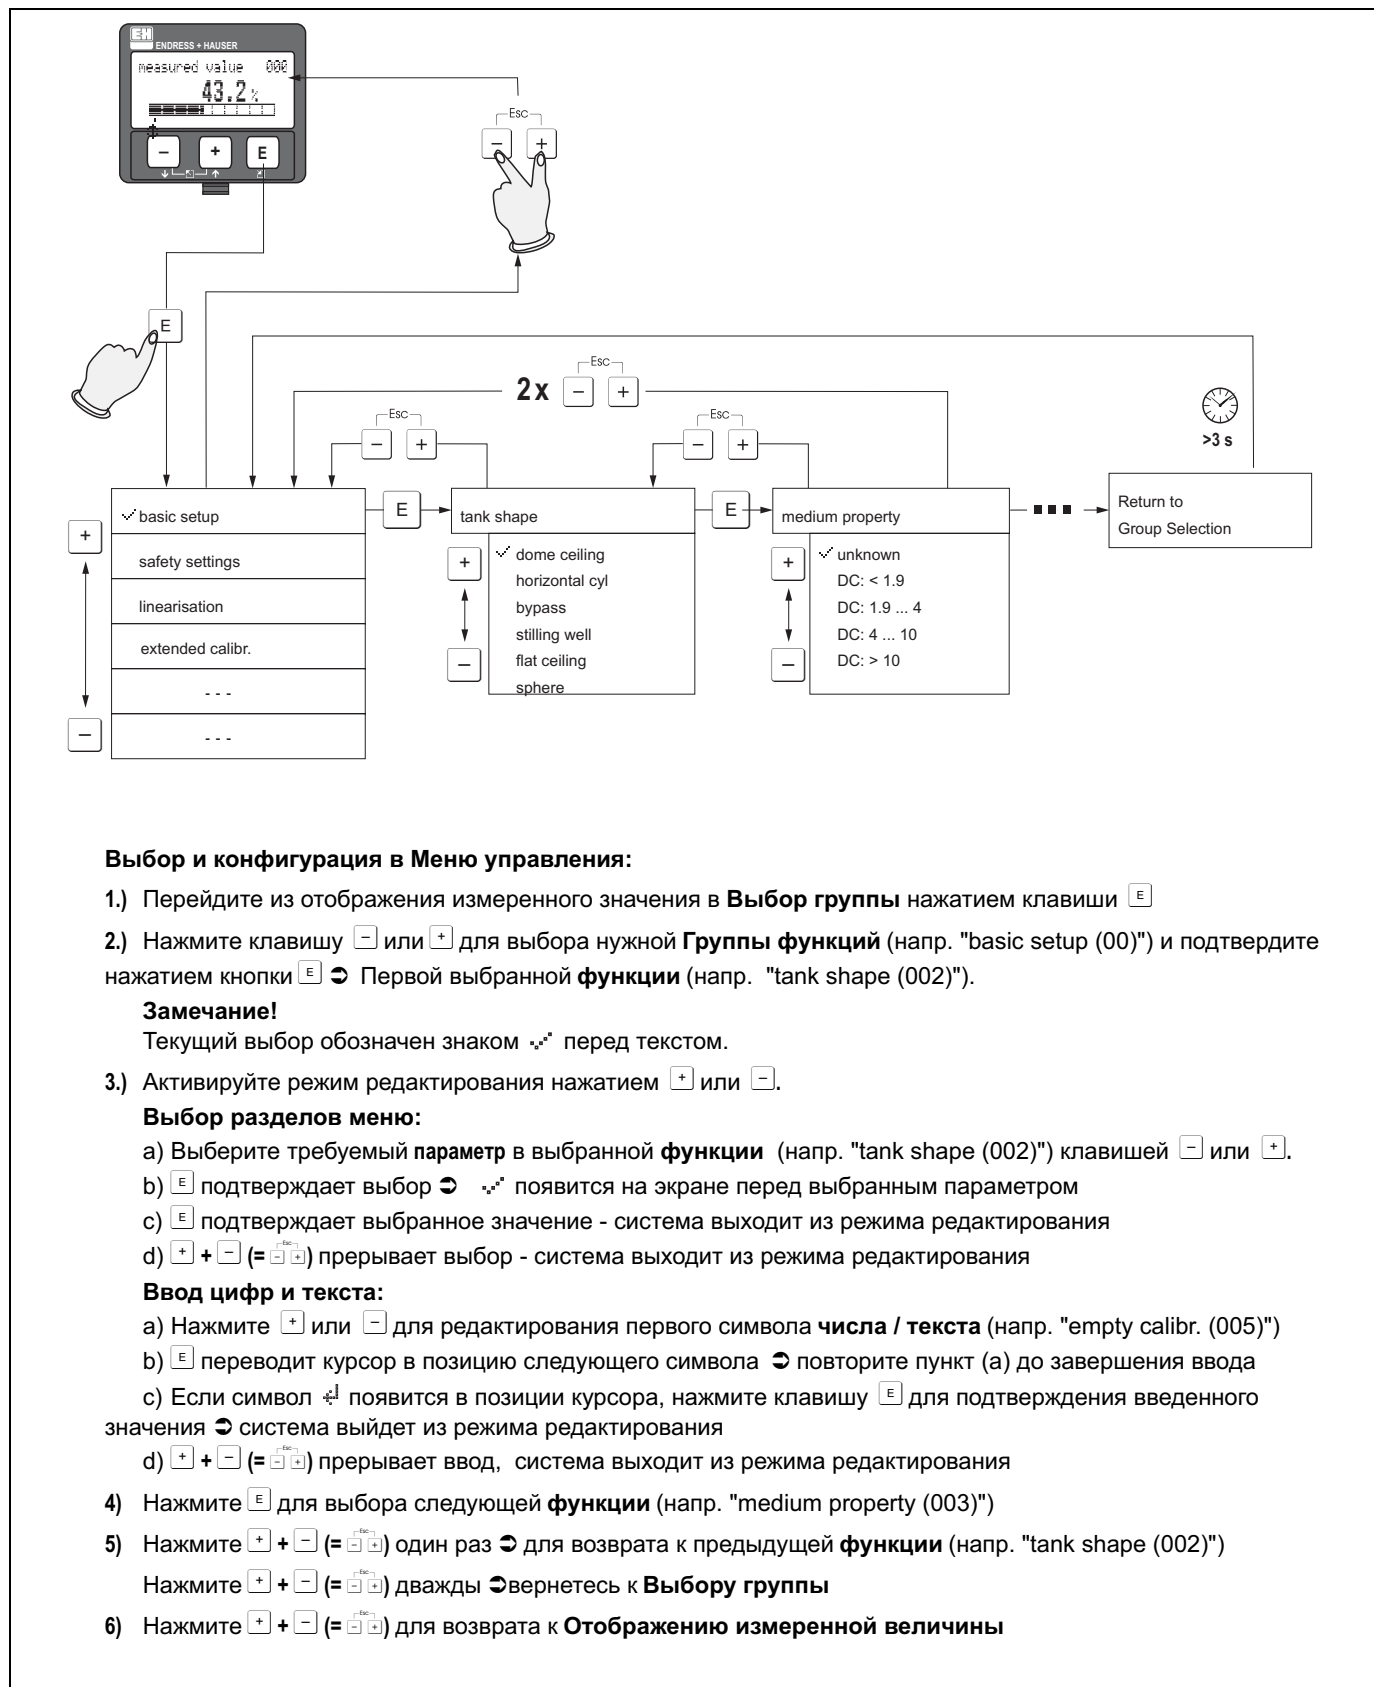 EH
ENDRESS + HAUSER
measured value 000
43.2%
– + E
Esc
– +
E
2x
Esc
– +
Esc
– +
Esc
– +
>3 s
✓ basic setup
safety settings
linearisation
extended calibr.
- - -
- - -
+
–
E
tank shape
✓ dome ceiling
horizontal cyl
bypass
stilling well
flat ceiling
sphere
+
–
E
medium property
✓ unknown
DC: < 1.9
DC: 1.9 ... 4
DC: 4 ... 10
DC: > 10
+
–
Return to
Group Selection
Выбор и конфигурация в Меню управления:
1.) Перейдите из отображения измеренного значения в Выбор группы нажатием клавиши E
2.) Нажмите клавишу – или + для выбора нужной Группы функций (напр. "basic setup (00)") и подтвердите
нажатием кнопки E ➲ Первой выбранной функции (напр. "tank shape (002)").
Замечание!
Текущий выбор обозначен знаком ✓ перед текстом.
3.) Активируйте режим редактирования нажатием + или –.
Выбор разделов меню:
a) Выберите требуемый параметр в выбранной функции (напр. "tank shape (002)") клавишей – или +.
b) E подтверждает выбор ➲ ✓ появится на экране перед выбранным параметром
c) E подтверждает выбранное значение - система выходит из режима редактирования
d) + + – (= Esc – +) прерывает выбор - система выходит из режима редактирования
Ввод цифр и текста:
a) Нажмите + или – для редактирования первого символа числа / текста (напр. "empty calibr. (005)")
b) E переводит курсор в позицию следующего символа ➲ повторите пункт (a) до завершения ввода
c) Если символ ↵ появится в позиции курсора, нажмите клавишу E для подтверждения введенного
значения ➲ система выйдет из режима редактирования
d) + + – (= Esc – +) прерывает ввод, система выходит из режима редактирования
4) Нажмите E для выбора следующей функции (напр. "medium property (003)")
5) Нажмите + + – (= Esc – +) один раз ➲ для возврата к предыдущей функции (напр. "tank shape (002)")
Нажмите + + – (= Esc – +) дважды ➲вернетесь к Выбору группы
6) Нажмите + + – (= Esc – +) для возврата к Отображению измеренной величины